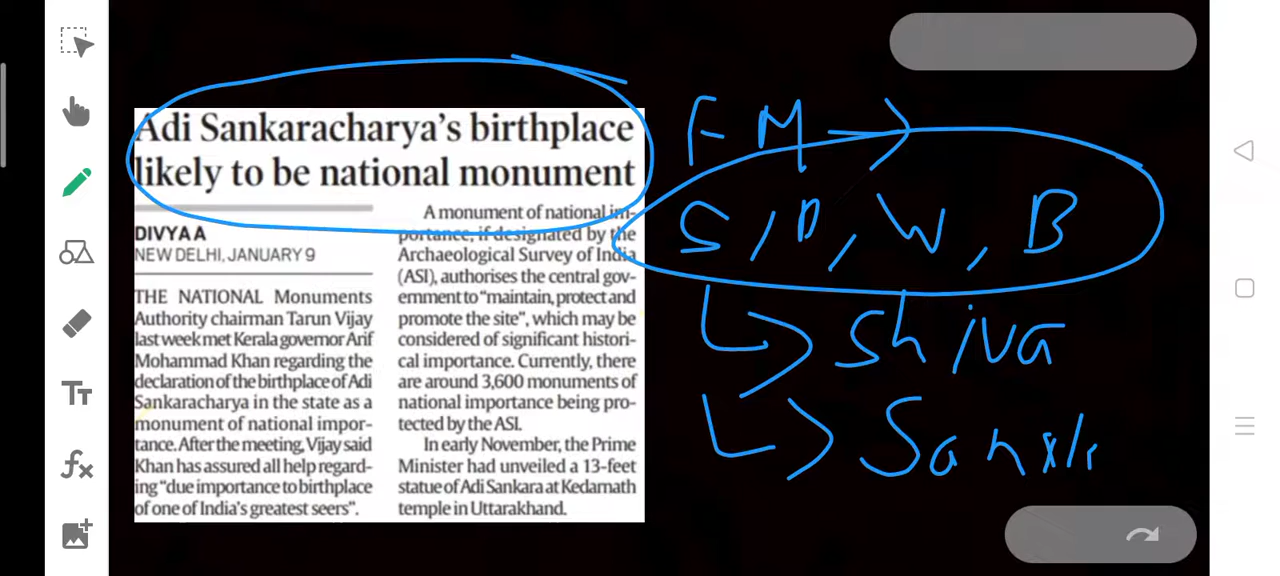 Adi Sankaracharya's birthplace
likely to be national monument
DIVYA A
NEW DELHI, JANUARY 9
THE NATIONAL Monuments
Authority chairman Tarun Vijay
last week met Kerala governor Arif
Mohammad Khan regarding the
declaration of the birthplace of Adi
Sankaracharya in the state as a
monument of national impor-
tance. After the meeting, Vijay said
Khan has assured all help regard-
ing "due importance to birthplace
of one of India's greatest seers".
A monument of national im-
portance, if designated by the
Archaeological Survey of India
(ASI), authorises the central gov-
ernment to "maintain, protect and
promote the site", which may be
considered of significant histori-
cal importance. Currently, there
are around 3,600 monuments of
national importance being pro-
tected by the ASI.
In early November, the Prime
Minister had unveiled a 13-feet
statue of Adi Sankara at Kedarnath
temple in Uttarakhand.
FM →
S, D, W, B
Shiva
Tт
fx